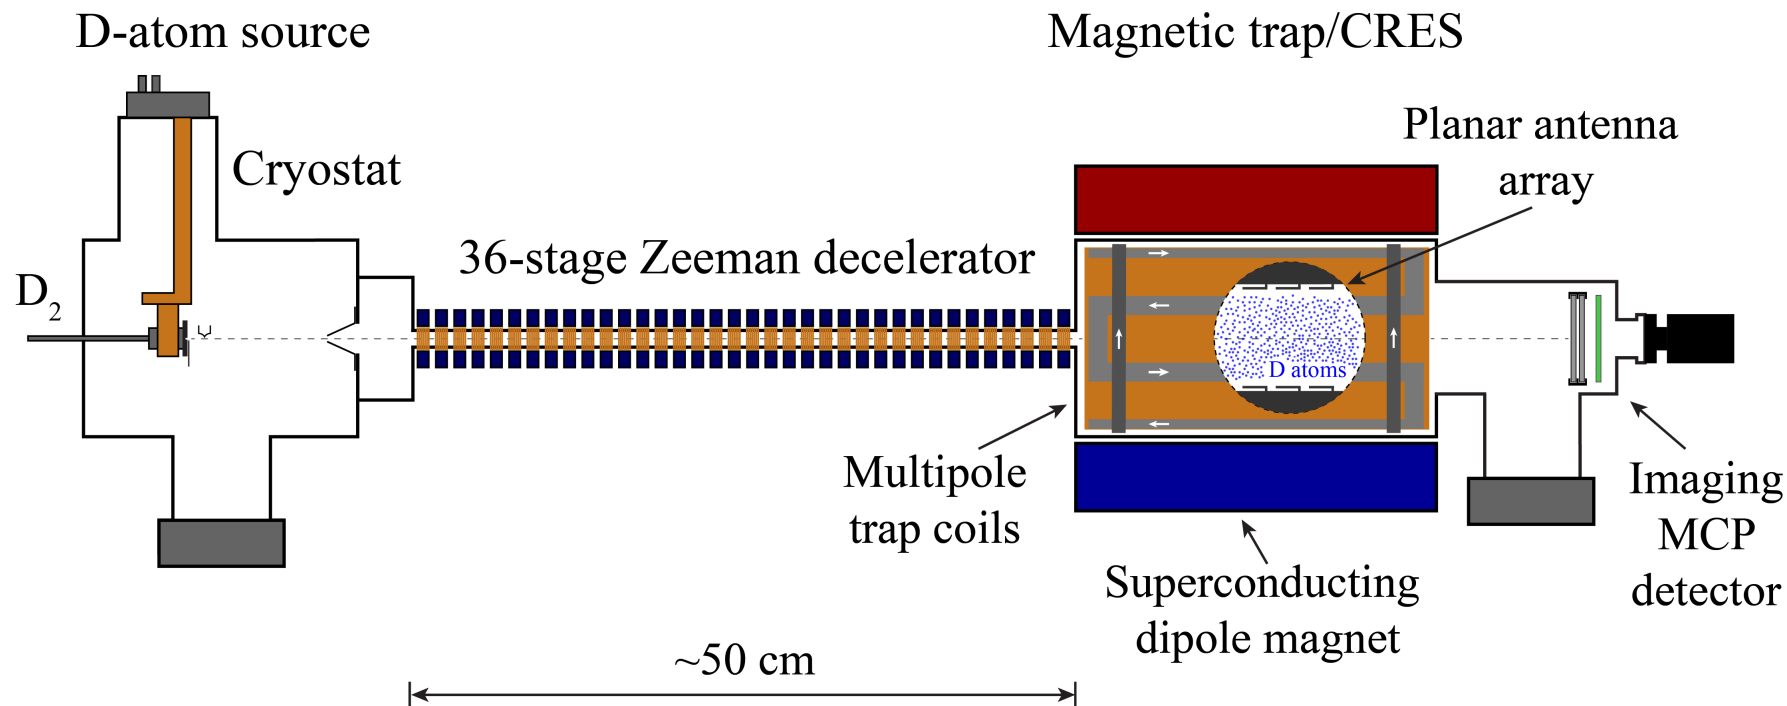 D-atom source
Magnetic trap/CRES
Planar antenna
array
Cryostat
36-stage Zeeman decelerator
D2
D atoms
Multipole
trap coils
Imaging
MCP
detector
Superconducting
dipole magnet
~50 cm